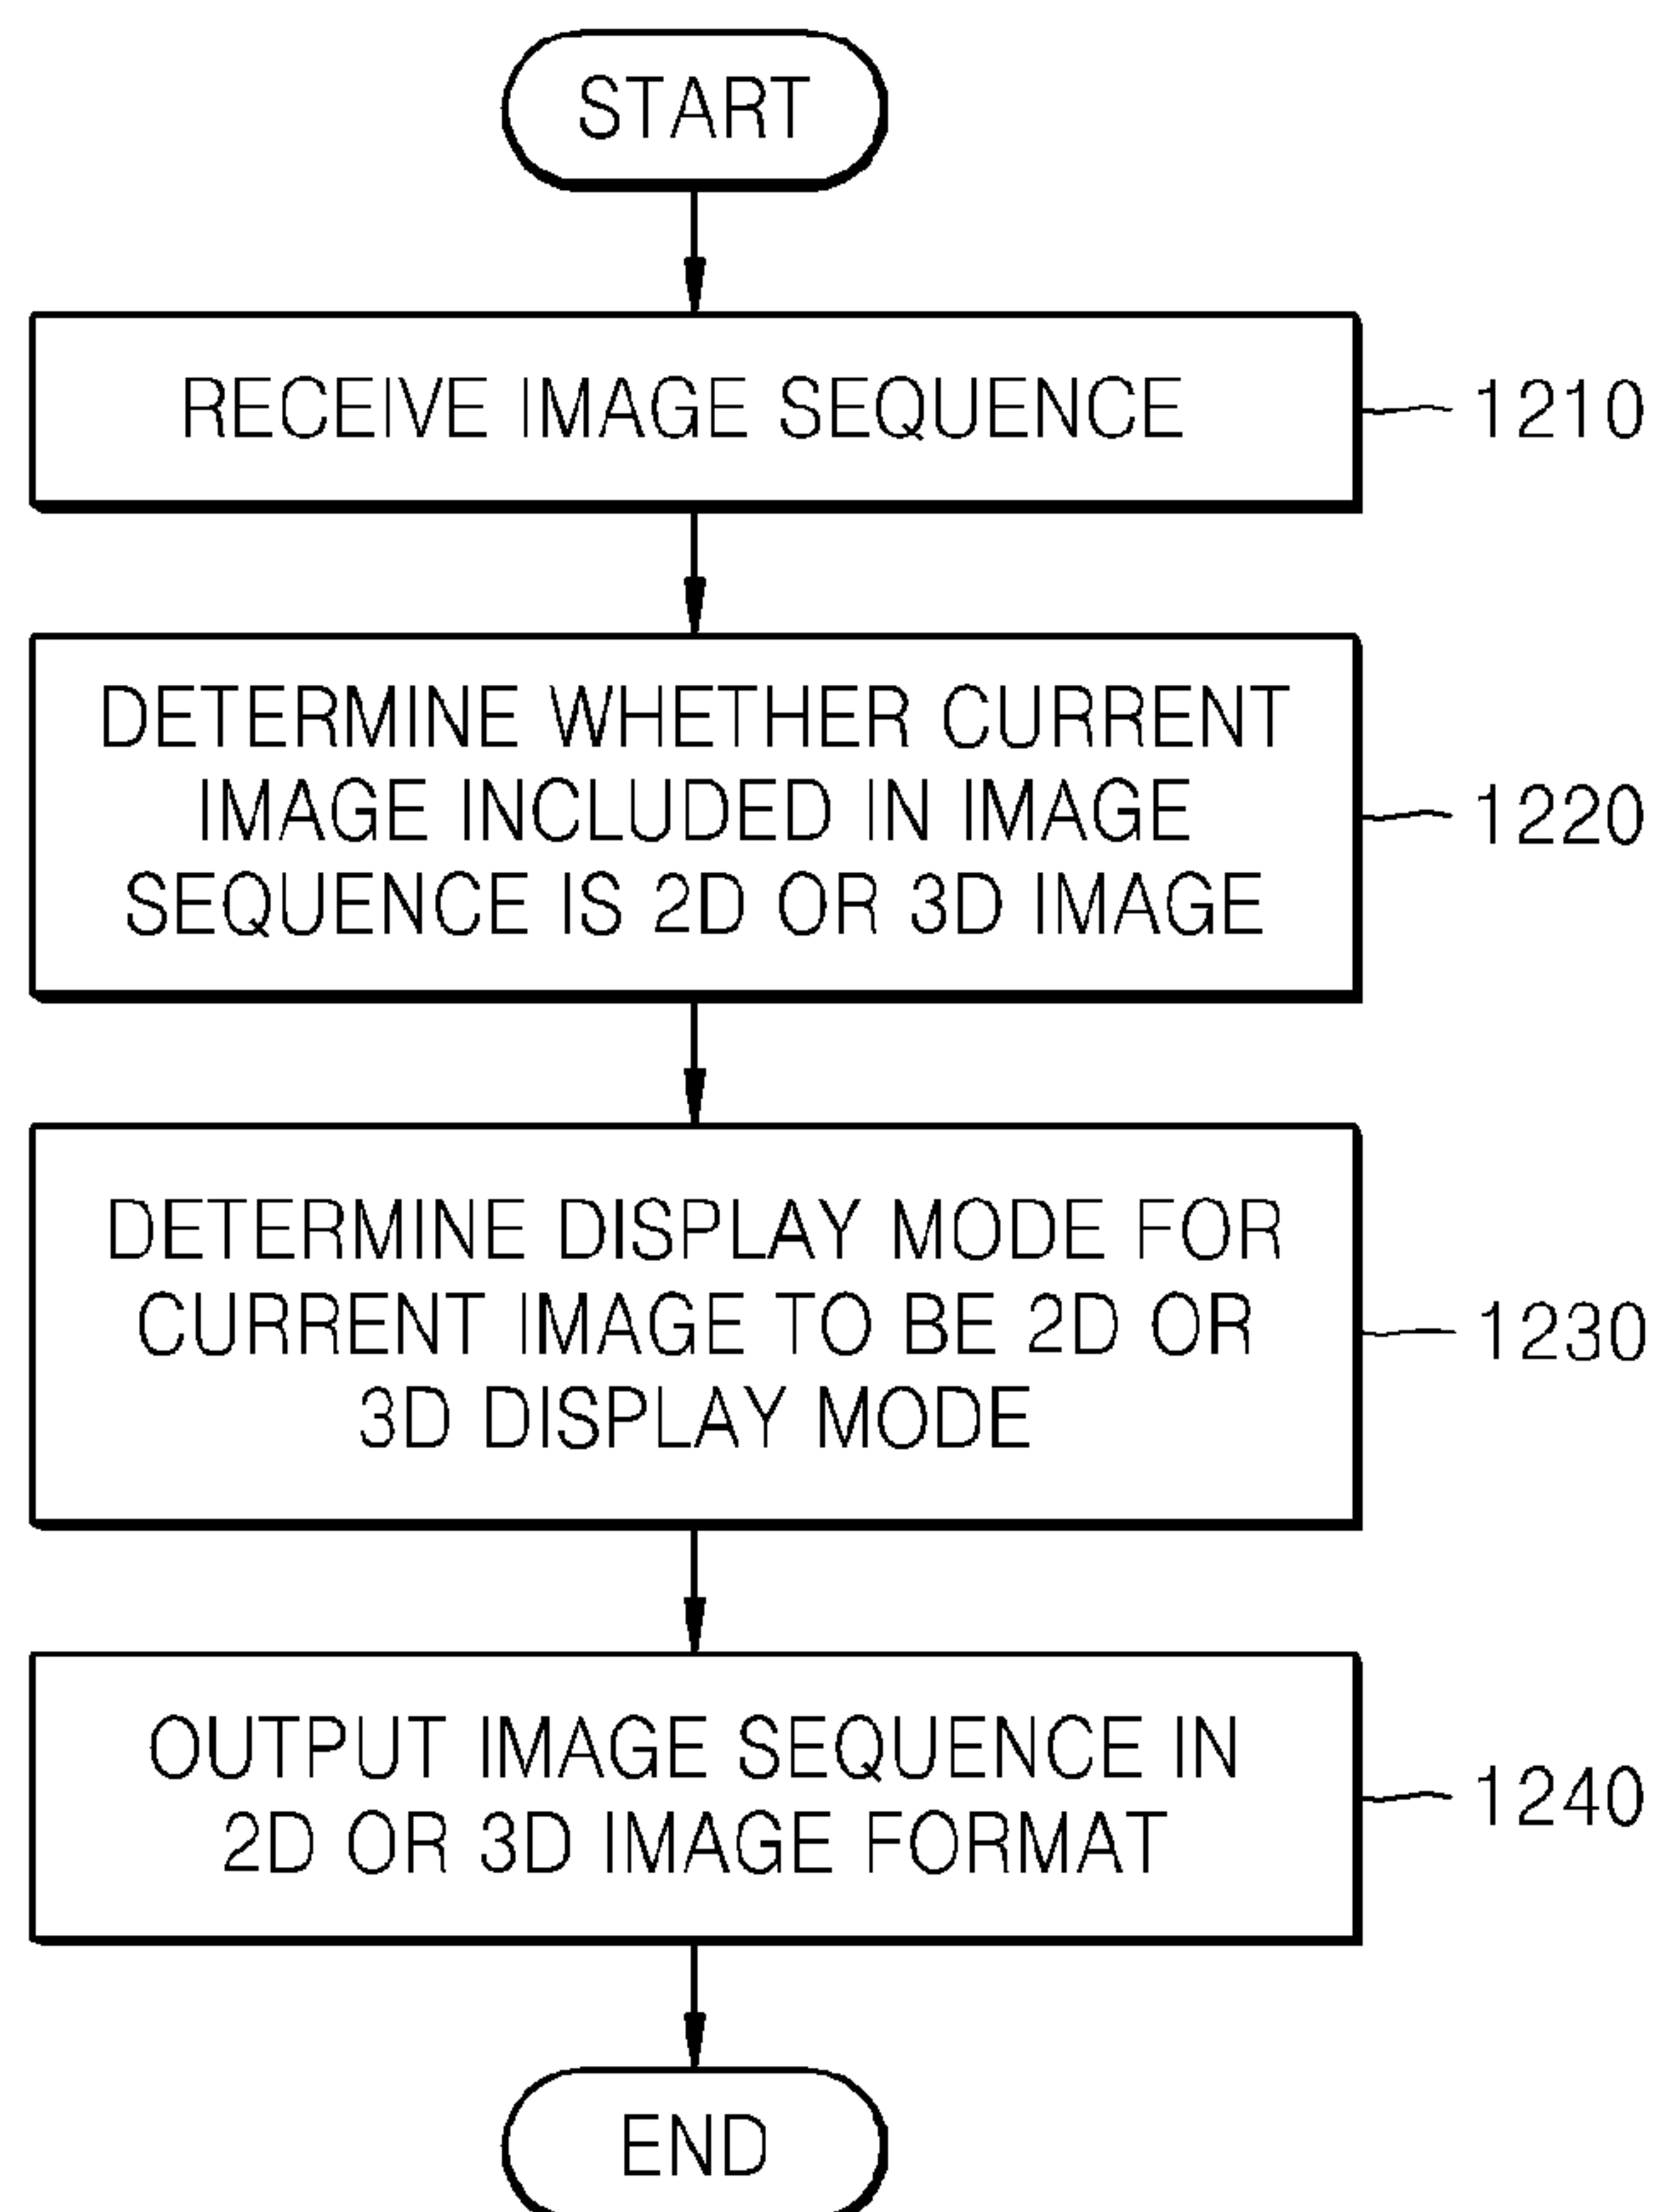 START
RECEIVE IMAGE SEQUENCE
1210
DETERMINE WHETHER CURRENT
IMAGE INCLUDED IN IMAGE
SEQUENCE IS 2D OR 3D IMAGE
1220
DETERMINE DISPLAY MODE FOR
CURRENT IMAGE TO BE 2D OR
3D DISPLAY MODE
1230
OUTPUT IMAGE SEQUENCE IN
2D OR 3D IMAGE FORMAT
1240
END